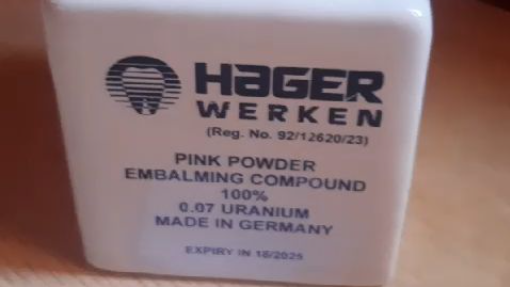 HAGER
WERKEN
(Reg. No. 92/12620/23)
PINK POWDER
EMBALMING COMPOUND
100%
0.07 URANIUM
MADE IN GERMANY
EXPIRY IN 18/2025